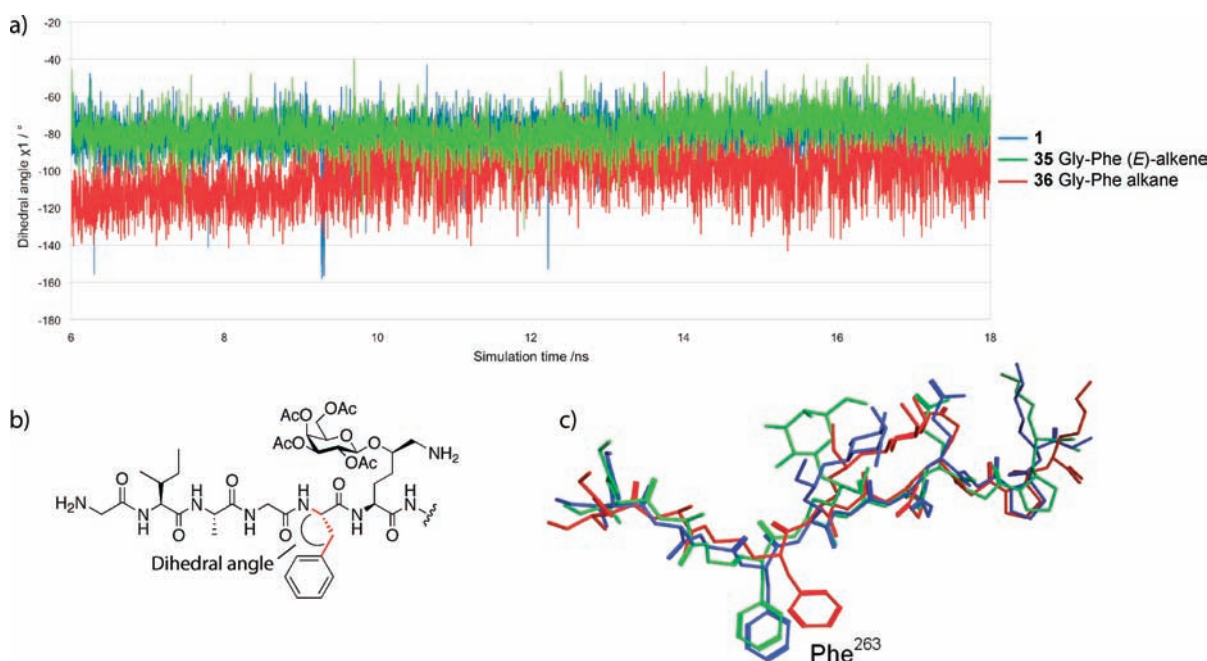 a)
-20
-40
-60
-80
-100
-120
-140
-160
-180
Dihedral angle χ1 / °
6
8
10
12
14
16
18
Simulation time /ns
1
35 Gly-Phe (E)-alkene
36 Gly-Phe alkane
b)
AcO
OAc
O
AcO
O
OAc
NH₂
H₂N
O
N
H
O
H
N
O
N
H
O
H
N
O
N
H
O
H
N
Dihedral angle
c)
Phe²⁶³